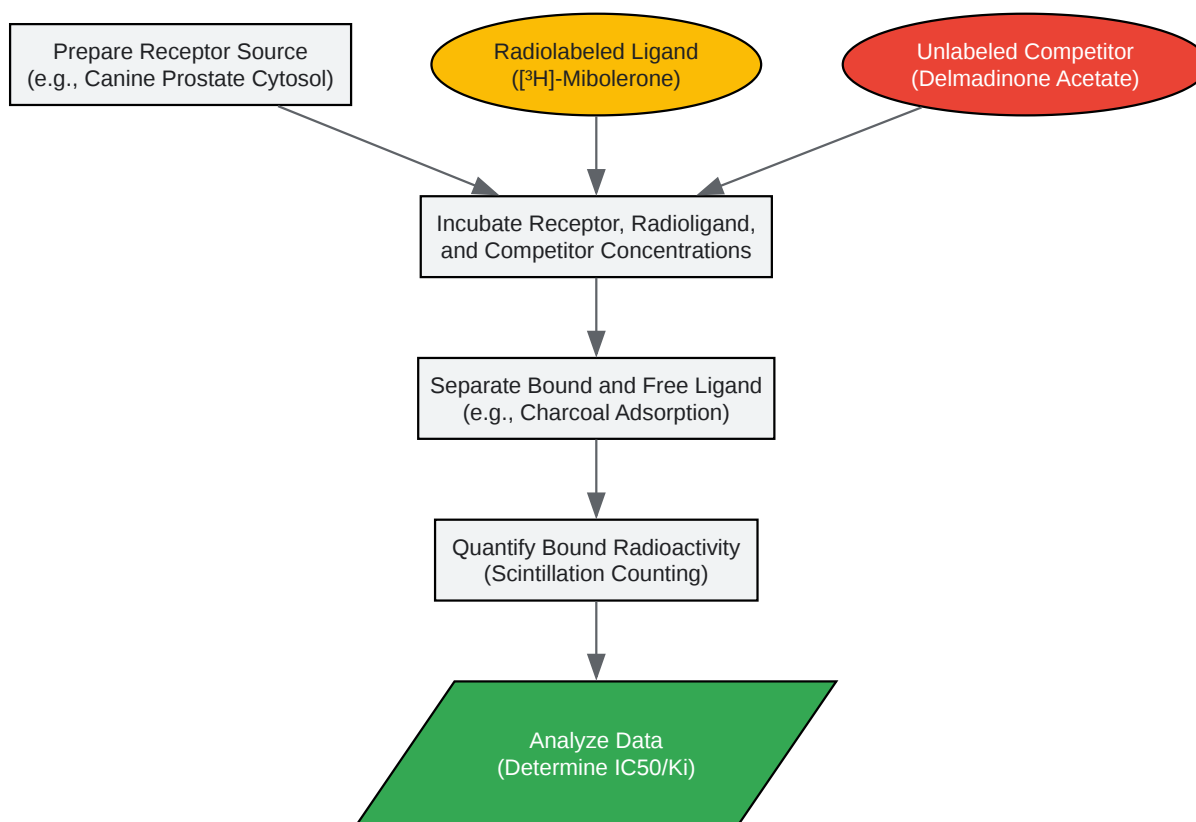 Prepare Receptor Source
(e.g., Canine Prostate Cytosol)
Radiolabeled Ligand
([³H]-Mibolerone)
Unlabeled Competitor
(Delmadinone Acetate)
Incubate Receptor, Radioligand,
and Competitor Concentrations
Separate Bound and Free Ligand
(e.g., Charcoal Adsorption)
Quantify Bound Radioactivity
(Scintillation Counting)
Analyze Data
(Determine IC50/Ki)